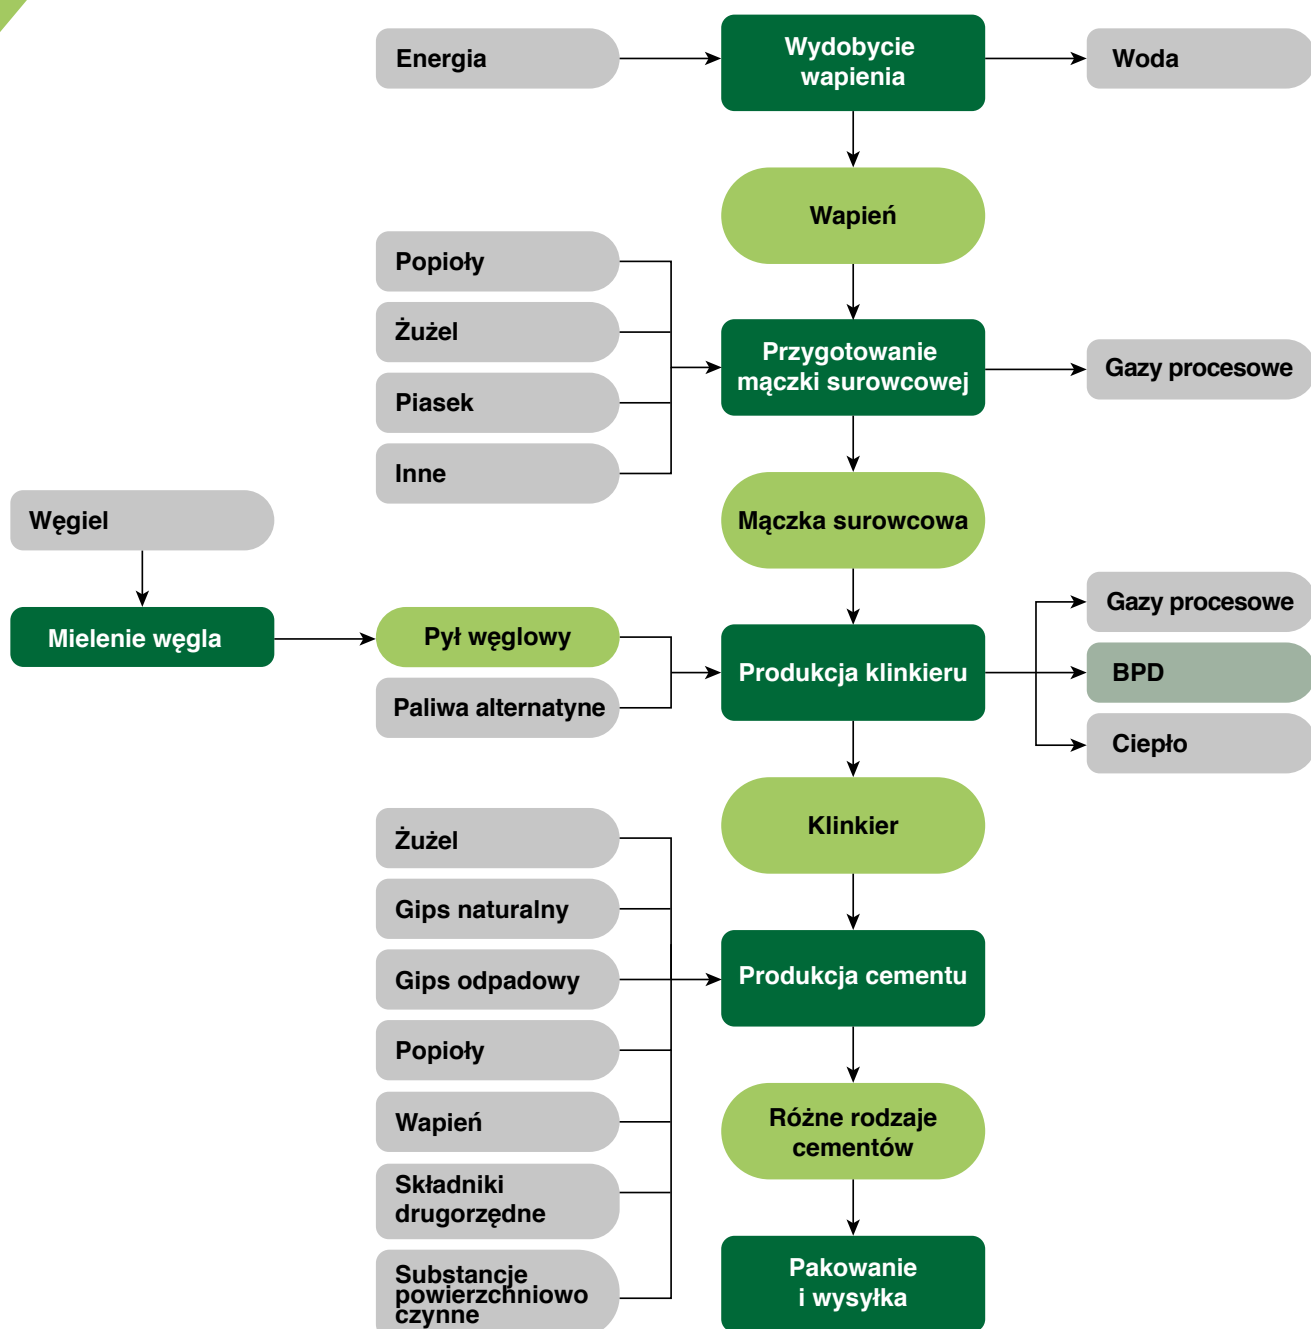 Energia
Wydobycie
wapienia
Woda
Wapień
Popioły
Żużel
Piasek
Inne
Przygotowanie
mączki surowcowej
Gazy procesowe
Mączka surowcowa
Węgiel
Mielenie węgla
Pył węglowy
Paliwa alternatyne
Produkcja klinkieru
Gazy procesowe
BPD
Ciepło
Klinkier
Żużel
Gips naturalny
Gips odpadowy
Popioły
Wapień
Składniki
drugorzędne
Substancje
powierzchniowo
czynne
Produkcja cementu
Różne rodzaje
cementów
Pakowanie
i wysyłka